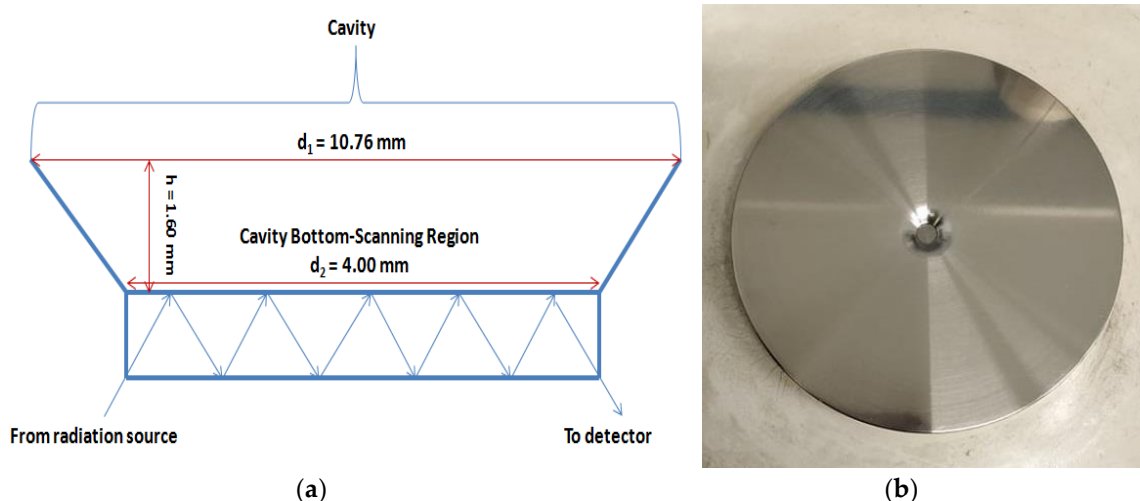 Cavity
d₁ = 10.76 mm
h = 1.60 mm
Cavity Bottom-Scanning Region
d₂ = 4.00 mm
From radiation source
To detector
(a)
(b)